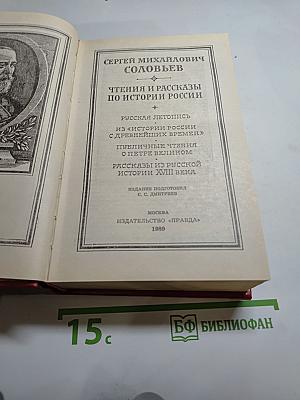 СЕРГЕЙ МИХАЙЛОВИЧ
СОЛОВЬЕВ
ЧТЕНИЯ И РАССКАЗЫ
ПО ИСТОРИИ РОССИИ
РУССКАЯ ЛЕТОПИСЬ
ИЗ «ИСТОРИИ РОССИИ
С ДРЕВНЕЙШИХ ВРЕМЕН»
ПУБЛИЧНЫЕ ЧТЕНИЯ
О ПЕТРЕ ВЕЛИКОМ
РАССКАЗЫ ИЗ РУССКОЙ
ИСТОРИИ XVIII ВЕКА
ИЗДАНИЕ ПОДГОТОВИЛ
С. С. ДМИТРИЕВ
МОСКВА
ИЗДАТЕЛЬСТВО «ПРАВДА»
1989
15 с
БФ БИБЛИОФАН